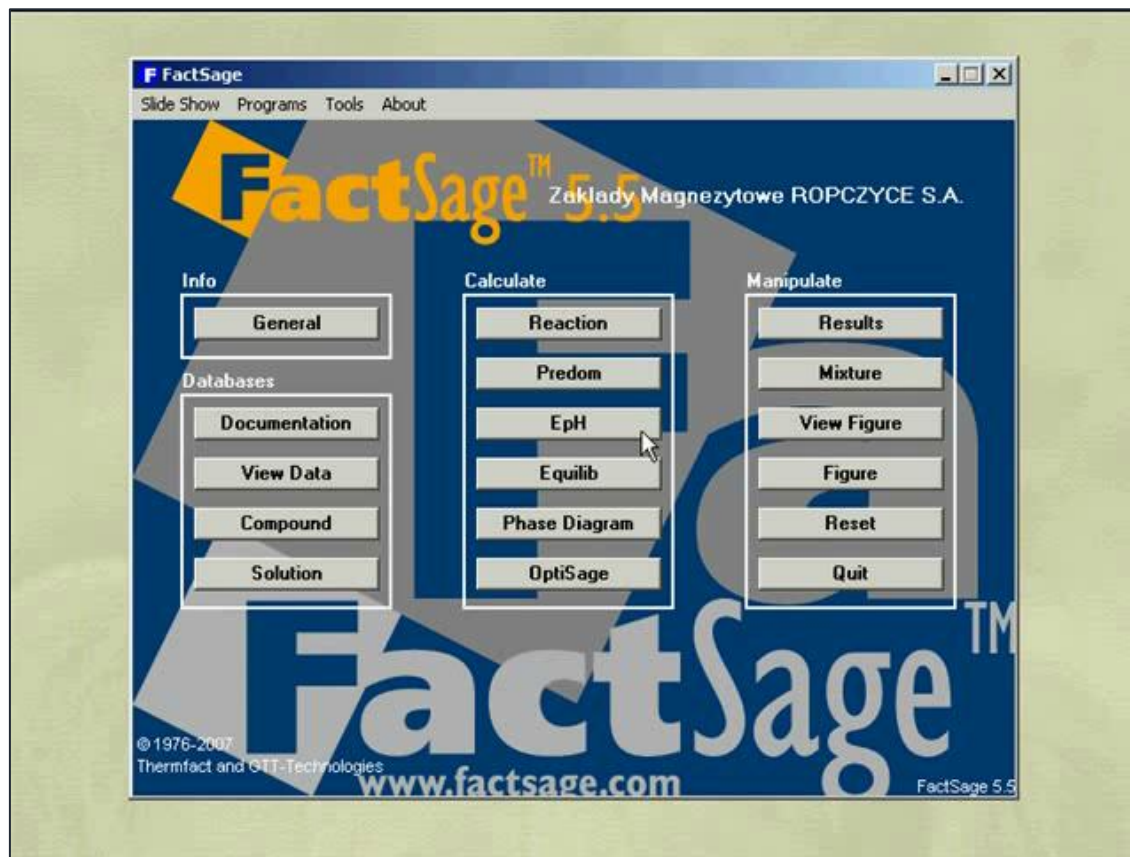 FactSage
Slide Show Programs Tools About
FactSage™ 5.5
Zaklady Magnezytowe ROPCZYCE S.A.
Info
General
Databases
Documentation
View Data
Compound
Solution
Calculate
Reaction
Predom
EpH
Equilib
Phase Diagram
OptiSage
Manipulate
Results
Mixture
View Figure
Figure
Reset
Quit
Fa
FactSage™
© 1976-2007
Thermfact and GTT-Technologies
www.factsage.com
FactSage 5.5